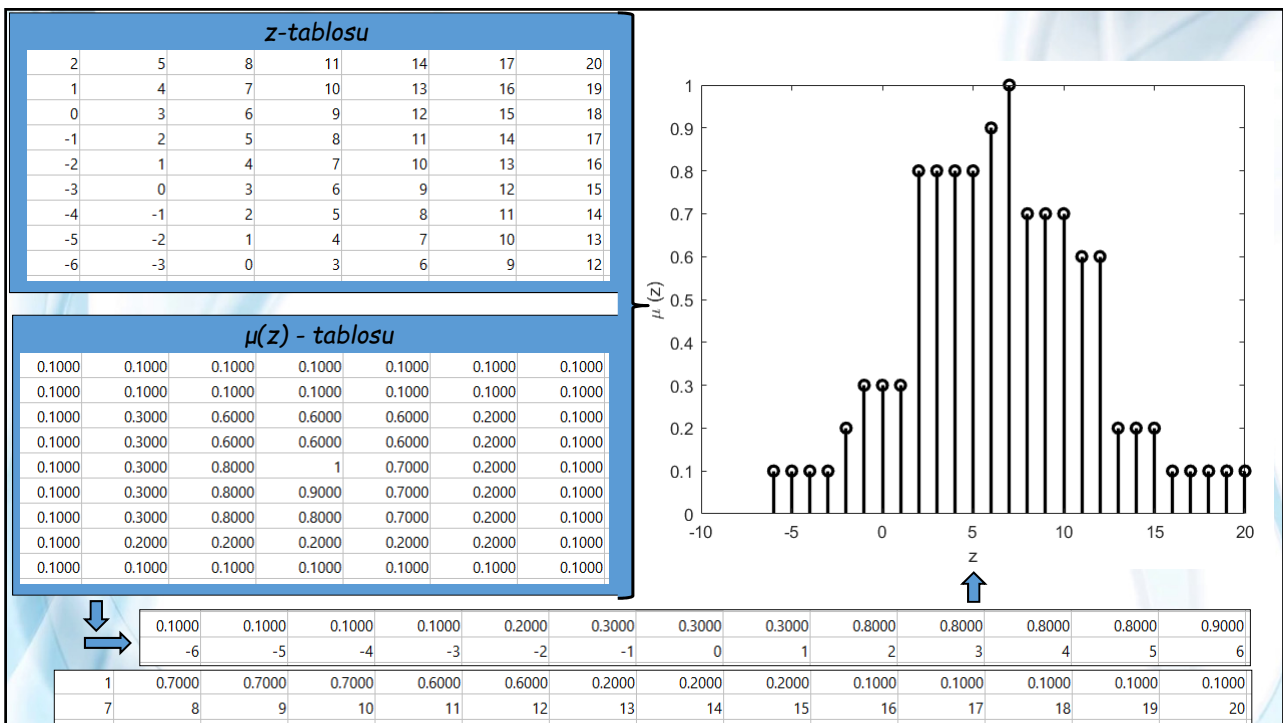 z-tablosu
2 5 8 11 14 17 20
1 4 7 10 13 16 19
0 3 6 9 12 15 18
-1 2 5 8 11 14 17
-2 1 4 7 10 13 16
-3 0 3 6 9 12 15
-4 -1 2 5 8 11 14
-5 -2 1 4 7 10 13
-6 -3 0 3 6 9 12
μ(z) - tablosu
0.1000 0.1000 0.1000 0.1000 0.1000 0.1000 0.1000
0.1000 0.1000 0.1000 0.1000 0.1000 0.1000 0.1000
0.1000 0.3000 0.6000 0.6000 0.6000 0.2000 0.1000
0.1000 0.3000 0.6000 0.6000 0.6000 0.2000 0.1000
0.1000 0.3000 0.8000 1 0.7000 0.2000 0.1000
0.1000 0.3000 0.8000 0.9000 0.7000 0.2000 0.1000
0.1000 0.3000 0.8000 0.8000 0.7000 0.2000 0.1000
0.1000 0.2000 0.2000 0.2000 0.2000 0.2000 0.1000
0.1000 0.1000 0.1000 0.1000 0.1000 0.1000 0.1000
1
0.9
0.8
0.7
0.6
0.5
0.4
0.3
0.2
0.1
0
μ (z)
-10 -5 0 5 10 15 20
z
0.1000 0.1000 0.1000 0.1000 0.2000 0.3000 0.3000 0.3000 0.8000 0.8000 0.8000 0.8000 0.9000
-6 -5 -4 -3 -2 -1 0 1 2 3 4 5 6
1 0.7000 0.7000 0.7000 0.6000 0.6000 0.2000 0.2000 0.2000 0.1000 0.1000 0.1000 0.1000 0.1000
7 8 9 10 11 12 13 14 15 16 17 18 19 20